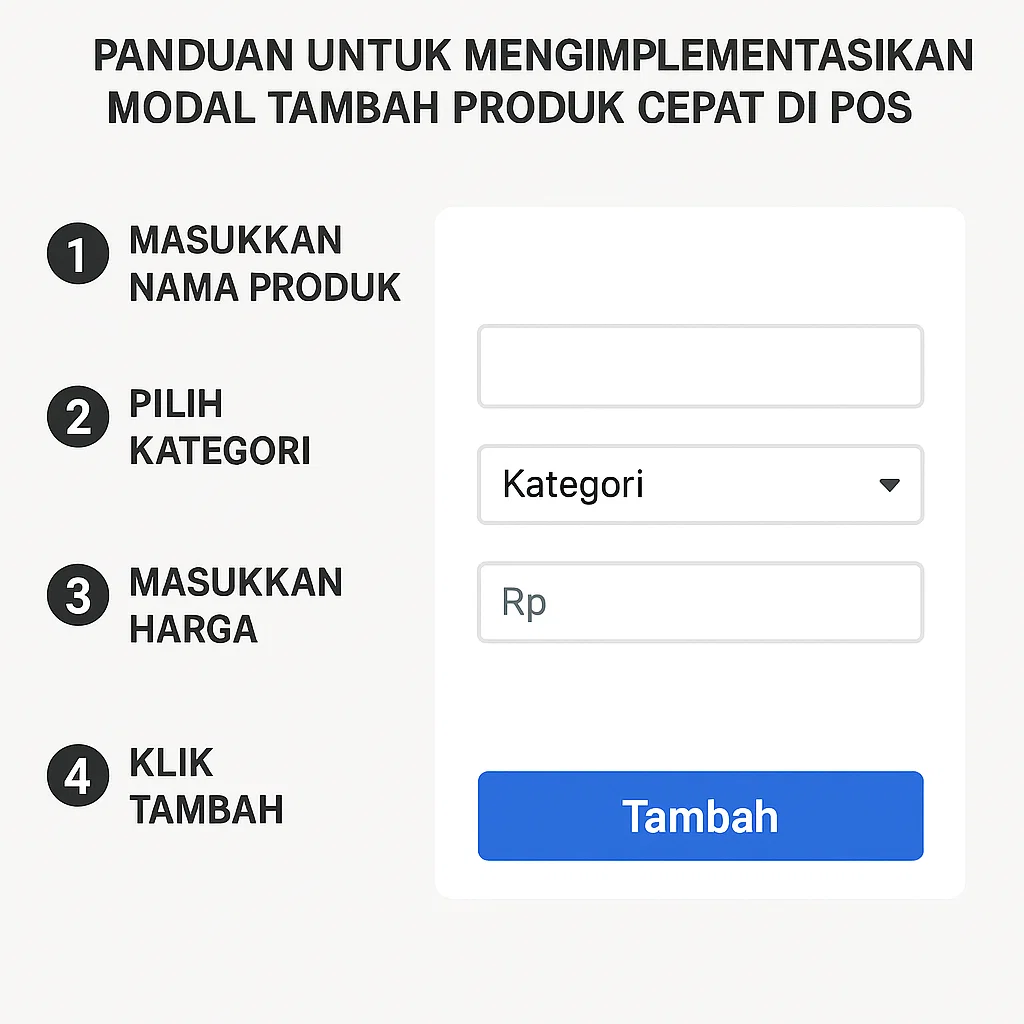 PANDUAN UNTUK MENGIMPLEMENTASIKAN
MODAL TAMBAH PRODUK CEPAT DI POS
1 MASUKKAN
NAMA PRODUK
2 PILIH
KATEGORI
Kategori
3 MASUKKAN
HARGA
Rp
4 KLIK
TAMBAH
Tambah